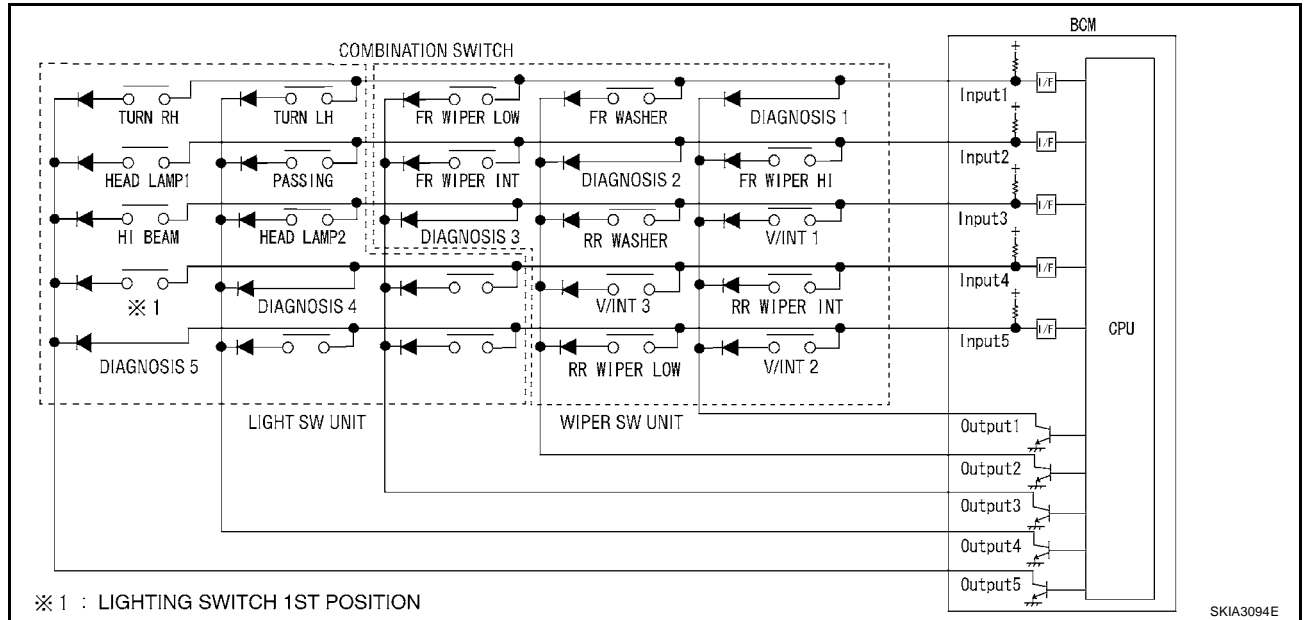 BCM
COMBINATION SWITCH
TURN RH
TURN LH
FR WIPER LOW
FR WASHER
DIAGNOSIS 1
Input1
I/F
HEAD LAMP1
PASSING
FR WIPER INT
DIAGNOSIS 2
FR WIPER HI
Input2
I/F
HI BEAM
HEAD LAMP2
DIAGNOSIS 3
RR WASHER
V/INT 1
Input3
I/F
※ 1
DIAGNOSIS 4
V/INT 3
RR WIPER INT
Input4
I/F
CPU
DIAGNOSIS 5
RR WIPER LOW
V/INT 2
Input5
I/F
LIGHT SW UNIT
WIPER SW UNIT
Output1
Output2
Output3
Output4
Output5
※ 1 : LIGHTING SWITCH 1ST POSITION
SKIA3094E